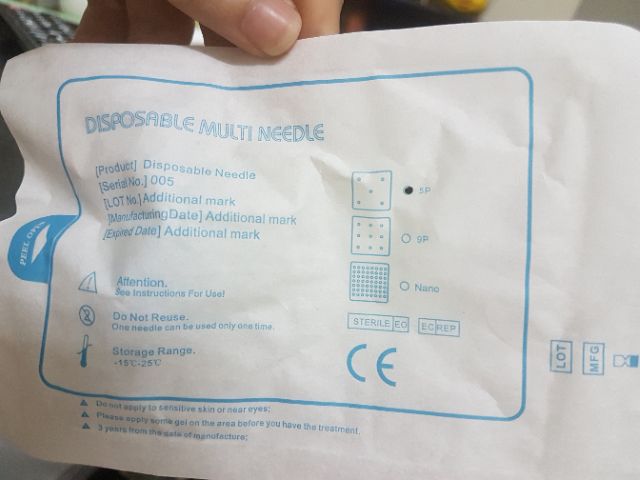 DISPOSABLE MULTI NEEDLE
[Product] Disposable Needle
[Serial No.] 005
[LOT No.] Additional mark
[Manufacturing Date] Additional mark
[Expired Date] Additional mark
5P
9P
Nano
PEEL OPEN
Attention.
See Instructions For Use!
Do Not Reuse.
One needle can be used only one time.
Storage Range.
-15℃-25℃
STERILE EO EC REP
CE
LOT
MFG
Do not apply to sensitive skin or near eyes;
Please apply some gel on the area before you have the treatment.
3 years from the date of manufacture;